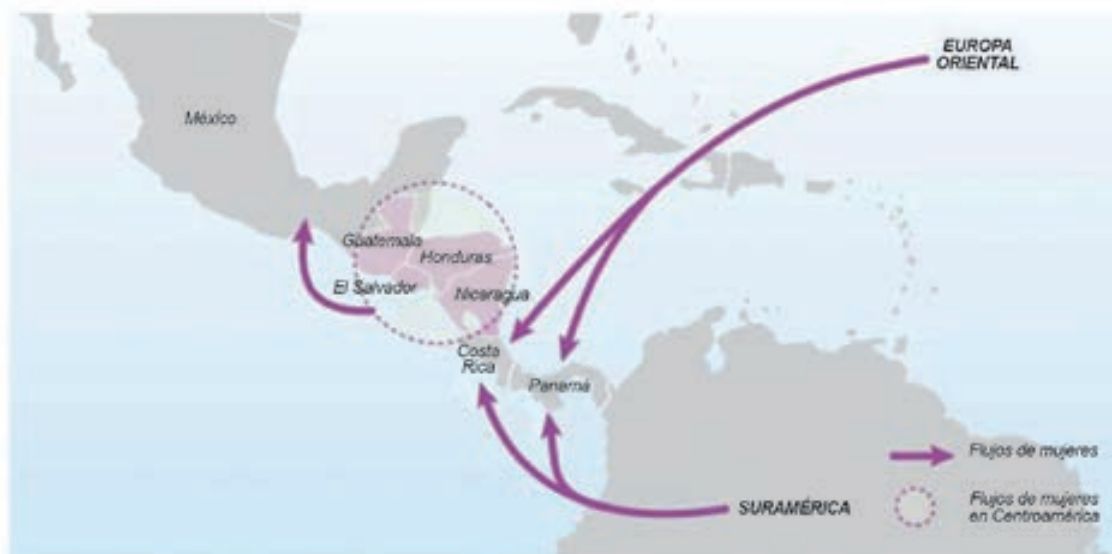 EUROPA
ORIENTAL
México
Guatemala
Honduras
El Salvador
Nicaragua
Costa
Rica
Panamá
Flujos de mujeres
SURAMÉRICA
Flujos de mujeres
en Centroamérica